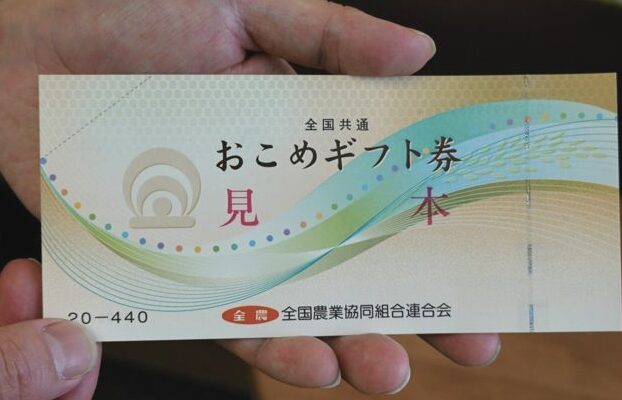 全国共通
おこめギフト券
見本
20-440
全農 全国農業協同組合連合会